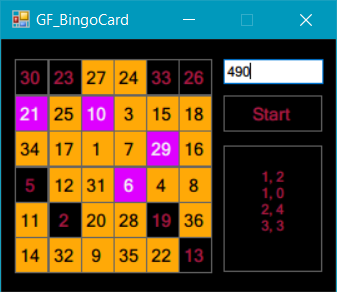 GF_BingoCard
30 23 27 24 33 26
490
21 25 10 3 15 18
Start
34 17 1 7 29 16
5 12 31 6 4 8
11 2 20 28 19 36
14 32 9 35 22 13
1, 2
1, 0
2, 4
3, 3